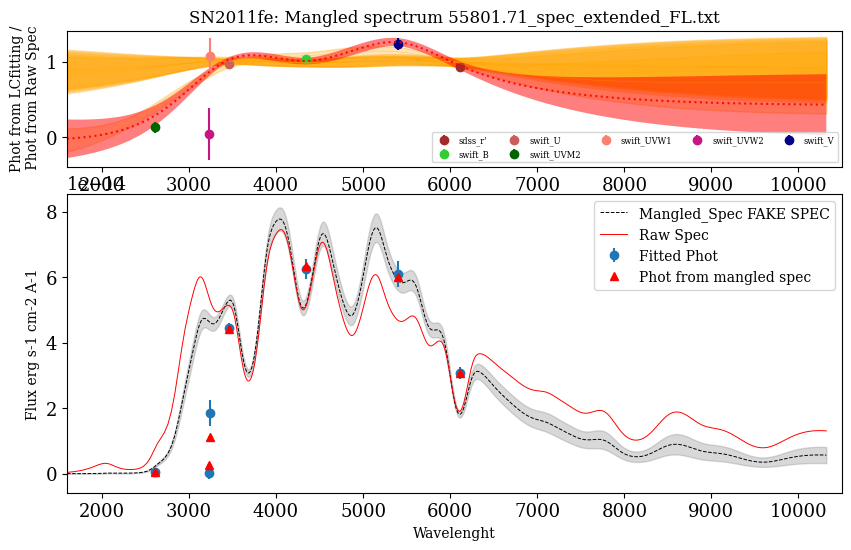 SN2011fe: Mangled spectrum 55801.71_spec_extended_FL.txt
Phot from LCfitting /
Phot from Raw Spec
1
0
sdss_r'
swift_U
swift_UVW1
swift_UVW2
swift_V
swift_B
swift_UVM2
2000 3000 4000 5000 6000 7000 8000 9000 10000
Flux erg s-1 cm-2 A-1
8
6
4
2
0
Mangled_Spec FAKE SPEC
Raw Spec
Fitted Phot
Phot from mangled spec
2000 3000 4000 5000 6000 7000 8000 9000 10000
Wavelenght